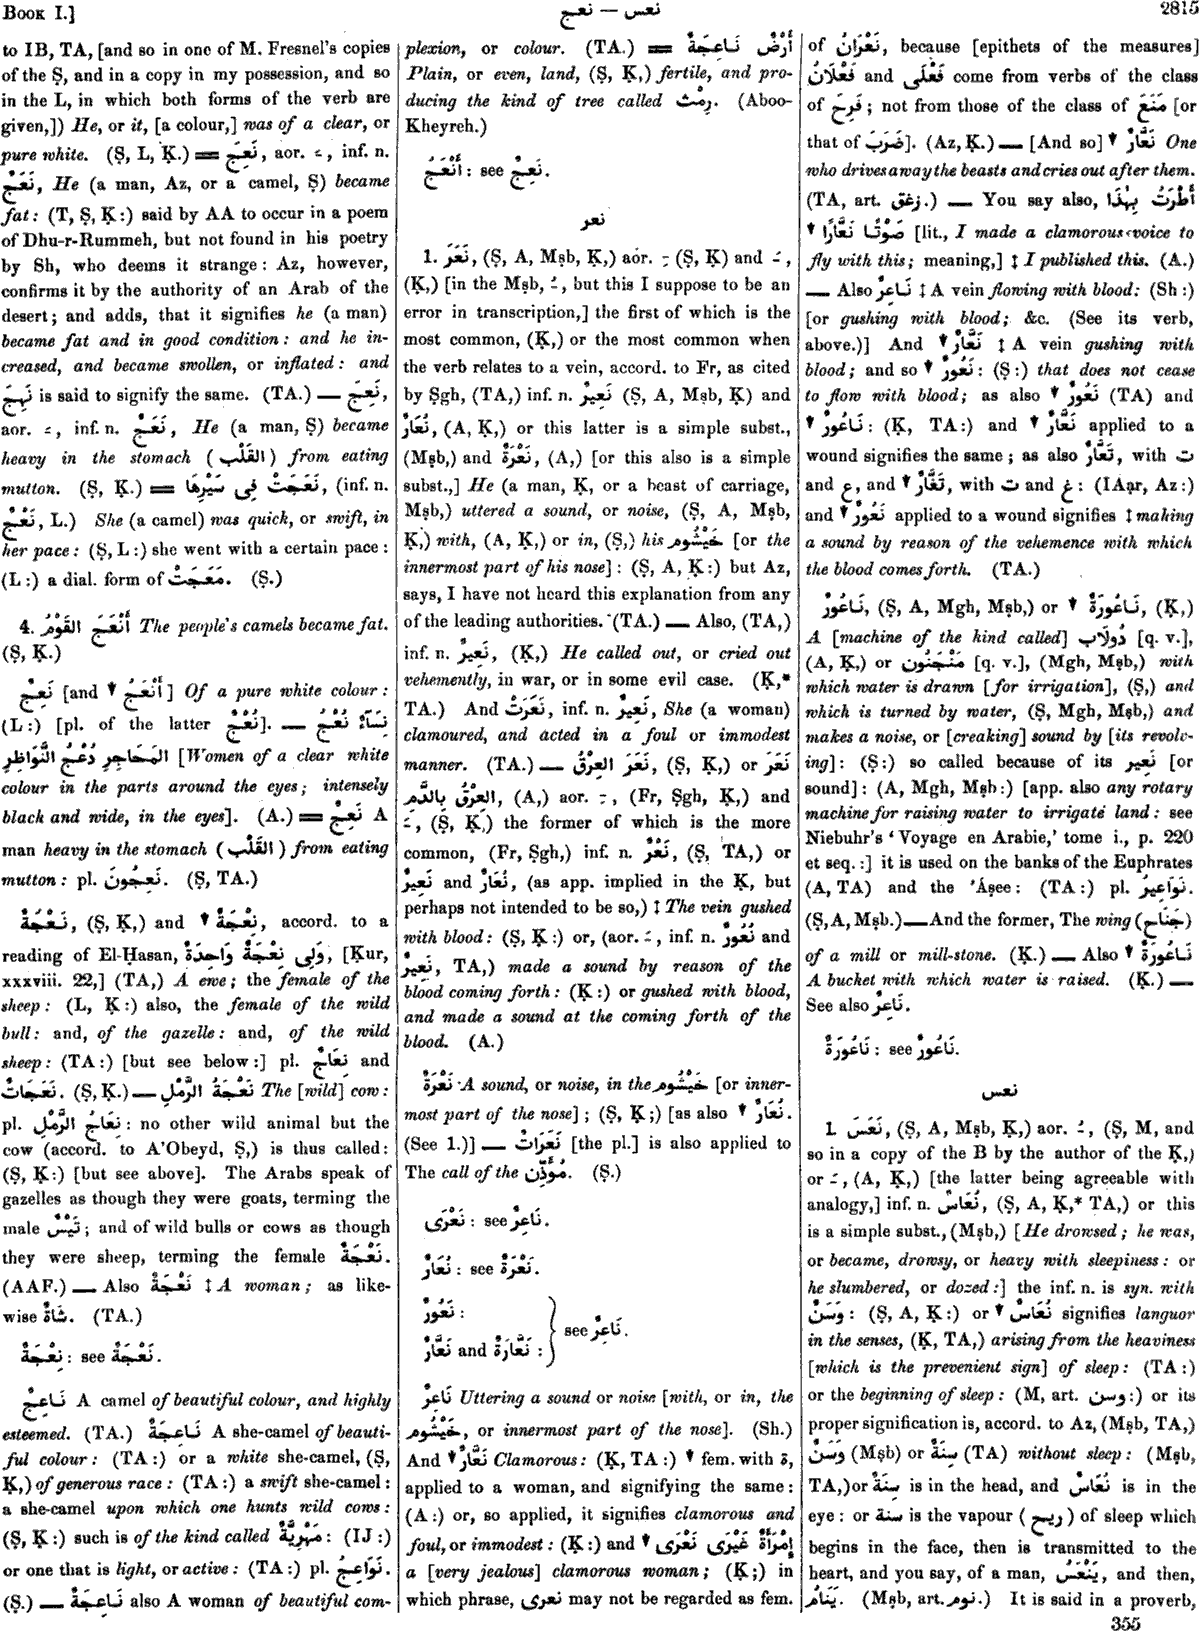 BOOK I.]
نعج — نعس
2815
to IB, TA, [and so in one of M. Fresnel's copies
of the Ṣ, and in a copy in my possession, and so
in the L, in which both forms of the verb are
given,]) He, or it, [a colour,] was of a clear, or
pure white. (Ṣ, L, Ḳ.) ═ نَعِجَ, aor. ـَ, inf. n.
نَعَجٌ, He (a man, Az, or a camel, Ṣ) became
fat: (T, Ṣ, Ḳ:) said by AA to occur in a poem
of Dhu-r-Rummeh, but not found in his poetry
by Sh, who deems it strange: Az, however,
confirms it by the authority of an Arab of the
desert; and adds, that it signifies he (a man)
became fat and in good condition: and he in-
creased, and became swollen, or inflated: and
نَهِجَ is said to signify the same. (TA.) — نَعِجَ,
aor. ـَ, inf. n. نَعَجٌ, He (a man, Ṣ) became
heavy in the stomach (القَلْب) from eating
mutton. (Ṣ, Ḳ.) ═ نَعَجَتْ فِى سَيْرِهَا, (inf. n.
نَعْجٌ, L.) She (a camel) was quick, or swift, in
her pace: (Ṣ, L:) she went with a certain pace:
(L:) a dial. form of مَعَجَتْ. (Ṣ.)
4. أَنْعَجَ القَوْمُ The people's camels became fat.
(Ṣ, Ḳ.)
نَعِجٌ [and ▼ أَنْعَجُ] Of a pure white colour:
(L:) [pl. of the latter نُعْجٌ]. — نِسَآءٌ نُعْجُ
المَحَاجِرِ دُعْجُ النَّوَاظِرِ [Women of a clear white
colour in the parts around the eyes; intensely
black and wide, in the eyes]. (A.) ═ نَعِجٌ A
man heavy in the stomach (القَلْب) from eating
mutton: pl. نَعِجُونَ. (Ṣ, TA.)
نَعْجَةٌ, (Ṣ, Ḳ,) and ▼ نِعْجَةٌ, accord. to a
reading of El-Ḥasan, وَلِى نِعْجَةٌ وَاحِدَةٌ, [Ḳur,
xxxviii. 22,] (TA,) A ewe; the female of the
sheep: (L, Ḳ:) also, the female of the wild
bull: and, of the gazelle: and, of the wild
sheep: (TA:) [but see below:] pl. نِعَاجٌ and
نَعَجَاتٌ. (Ṣ, Ḳ.) — نَعْجَةُ الرَّمْلِ The [wild] cow:
pl. نِعَاجُ الرَّمْلِ: no other wild animal but the
cow (accord. to A'Obeyd, Ṣ,) is thus called:
(Ṣ, Ḳ:) [but see above]. The Arabs speak of
gazelles as though they were goats, terming the
male تَيْسٌ; and of wild bulls or cows as though
they were sheep, terming the female نَعْجَةٌ.
(AAF.) — Also نَعْجَةٌ ‡ A woman; as like-
wise شَاةٌ. (TA.)
نِعْجَةٌ: see نَعْجَةٌ.
نَاعِجٌ A camel of beautiful colour, and highly
esteemed. (TA.) نَاعِجَةٌ A she-camel of beauti-
ful colour: (TA:) or a white she-camel, (Ṣ,
Ḳ,) of generous race: (TA:) a swift she-camel:
a she-camel upon which one hunts wild cows:
(Ṣ, Ḳ:) such is of the kind called مَهْرِيَّةٌ: (IJ:)
or one that is light, or active: (TA:) pl. نَوَاعِجُ.
(Ṣ.) — نَاعِجَةٌ also A woman of beautiful com-
plexion, or colour. (TA.) ═ أَرْضٌ نَاعِجَةٌ
Plain, or even, land, (Ṣ, Ḳ,) fertile, and pro-
ducing the kind of tree called رِمْث. (Aboo-
Kheyreh.)
أَنْعَجُ: see نَعِجٌ.
نعر
1. نَعَرَ, (Ṣ, A, Mṣb, Ḳ,) aor. ـِ (Ṣ, Ḳ) and ـَ,
(Ḳ,) [in the Mṣb, ـُ, but this I suppose to be an
error in transcription,] the first of which is the
most common, (Ḳ,) or the most common when
the verb relates to a vein, accord. to Fr, as cited
by Ṣgh, (TA,) inf. n. نَعِيرٌ (Ṣ, A, Mṣb, Ḳ) and
نُعَارٌ, (A, Ḳ,) or this latter is a simple subst.,
(Mṣb,) and نَعْرَةٌ, (A,) [or this also is a simple
subst.,] He (a man, Ḳ, or a beast of carriage,
Mṣb,) uttered a sound, or noise, (Ṣ, A, Mṣb,
Ḳ,) with, (A, Ḳ,) or in, (Ṣ,) his خَيْشُوم [or the
innermost part of his nose]: (Ṣ, A, Ḳ:) but Az,
says, I have not heard this explanation from any
of the leading authorities. (TA.) — Also, (TA,)
inf. n. نَعِيرٌ, (Ḳ,) He called out, or cried out
vehemently, in war, or in some evil case. (Ḳ,*
TA.) And نَعَرَتْ, inf. n. نَعِيرٌ, She (a woman)
clamoured, and acted in a foul or immodest
manner. (TA.) — نَعَرَ العِرْقُ, (Ṣ, Ḳ,) or نَعَرَ
العِرْقُ بِالدَّمِ, (A,) aor. ـِ, (Fr, Ṣgh, Ḳ,) and
ـَ, (Ṣ, Ḳ,) the former of which is the more
common, (Fr, Ṣgh,) inf. n. نَعْرٌ, (Ṣ, TA,) or
نَعِيرٌ and نُعَارٌ, (as app. implied in the Ḳ, but
perhaps not intended to be so,) ‡ The vein gushed
with blood: (Ṣ, Ḳ:) or, (aor. ـَ, inf. n. نُعُورٌ and
نَعِيرٌ, TA,) made a sound by reason of the
blood coming forth: (Ḳ:) or gushed with blood,
and made a sound at the coming forth of the
blood. (A.)
نَعْرَةٌ A sound, or noise, in the خَيْشُوم [or inner-
most part of the nose]; (Ṣ, Ḳ;) [as also ▼ نُعَارٌ.
(See 1.)] — نَعَرَاتٌ [the pl.] is also applied to
The call of the مُؤَذِّن. (Ṣ.)
نَعْرَى: see نَاعِرٌ.
نُعَارٌ: see نَعْرَةٌ.
نَعُورٌ:
نَعَّارٌ and نَعَّارَةٌ: } see نَاعِرٌ.
نَاعِرٌ Uttering a sound or noise [with, or in, the
خَيْشُوم, or innermost part of the nose]. (Sh.)
And ▼ نَعَّارٌ Clamorous: (Ḳ, TA:) ▼ fem. with ة,
applied to a woman, and signifying the same:
(A:) or, so applied, it signifies clamorous and
foul, or immodest: (Ḳ:) and ▼ إِمْرَأَةٌ غَيْرَى نَعْرَى
a [very jealous] clamorous woman; (Ḳ;) in
which phrase, نعرى may not be regarded as fem.
of نَعْرَانُ, because [epithets of the measures]
فَعْلَانُ and فَعْلَى come from verbs of the class
of فَرِحَ; not from those of the class of مَنَعَ [or
that of ضَرَبَ]. (Az, Ḳ.) — [And so] ▼ نَعَّارٌ One
who drives away the beasts and cries out after them.
(TA, art. زعق.) — You say also, أَطَرْتُ بِهٰذَا
▼ صَوْتًا نَعَّارًا [lit., I made a clamorous voice to
fly with this; meaning,] ‡ I published this. (A.)
— Also نَاعِرٌ ‡ A vein flowing with blood: (Sh:)
[or gushing with blood; &c. (See its verb,
above.)] And ▼ نَعَّارٌ ‡ A vein gushing with
blood; and so ▼ نَعُورٌ: (Ṣ:) that does not cease
to flow with blood; as also ▼ نَعُورٌ (TA) and
▼ نَاعُورٌ: (Ḳ, TA:) and ▼ نَعَّارٌ applied to a
wound signifies the same; as also تَعَّارٌ, with ت
and ع, and ▼ تَغَّارٌ, with ت and غ: (IAạr, Az:)
and ▼ نَعُورٌ applied to a wound signifies ‡ making
a sound by reason of the vehemence with which
the blood comes forth. (TA.)
نَاعُورٌ, (Ṣ, A, Mgh, Mṣb,) or ▼ نَاعُورَةٌ, (Ḳ,)
A [machine of the kind called] دُولَاب [q. v.],
(A, Ḳ,) or مَنْجَنُون [q. v.], (Mgh, Mṣb,) with
which water is drawn [for irrigation], (Ṣ,) and
which is turned by water, (Ṣ, Mgh, Mṣb,) and
makes a noise, or [creaking] sound by [its revolv-
ing]: (Ṣ:) so called because of its نَعِير [or
sound]: (A, Mgh, Mṣb:) [app. also any rotary
machine for raising water to irrigate land: see
Niebuhr's 'Voyage en Arabie,' tome i., p. 220
et seq.:] it is used on the banks of the Euphrates
(A, TA) and the 'Áṣee: (TA:) pl. نَوَاعِيرُ.
(Ṣ, A, Mṣb.) — And the former, The wing (جَنَاح)
of a mill or mill-stone. (Ḳ.) — Also ▼ نَاعُورَةٌ
A bucket with which water is raised. (Ḳ.) —
See also نَاعِرٌ.
نَاعُورَةٌ: see نَاعُورٌ.
نعس
1. نَعَسَ, (Ṣ, A, Mṣb, Ḳ,) aor. ـُ, (Ṣ, M, and
so in a copy of the B by the author of the Ḳ,)
or ـَ, (A, Ḳ,) [the latter being agreeable with
analogy,] inf. n. نُعَاسٌ, (Ṣ, A, Ḳ,* TA,) or this
is a simple subst., (Mṣb,) [He drowsed; he was,
or became, drowsy, or heavy with sleepiness: or
he slumbered, or dozed:] the inf. n. is syn. with
وَسَنٌ: (Ṣ, A, Ḳ:) or ▼ نُعَاسٌ signifies languor
in the senses, (Ḳ, TA,) arising from the heaviness
[which is the prevenient sign] of sleep: (TA:)
or the beginning of sleep: (M, art. وسن:) or its
proper signification is, accord. to Az, (Mṣb, TA,)
وَسَنٌ (Mṣb) or سِنَةٌ (TA) without sleep: (Mṣb,
TA,) or سِنَةٌ is in the head, and نُعَاسٌ is in the
eye: or سنة is the vapour (ريح) of sleep which
begins in the face, then is transmitted to the
heart, and you say, of a man, يَنْعَسُ, and then,
يَنَامُ. (Mṣb, art. نوم.) It is said in a proverb,
355